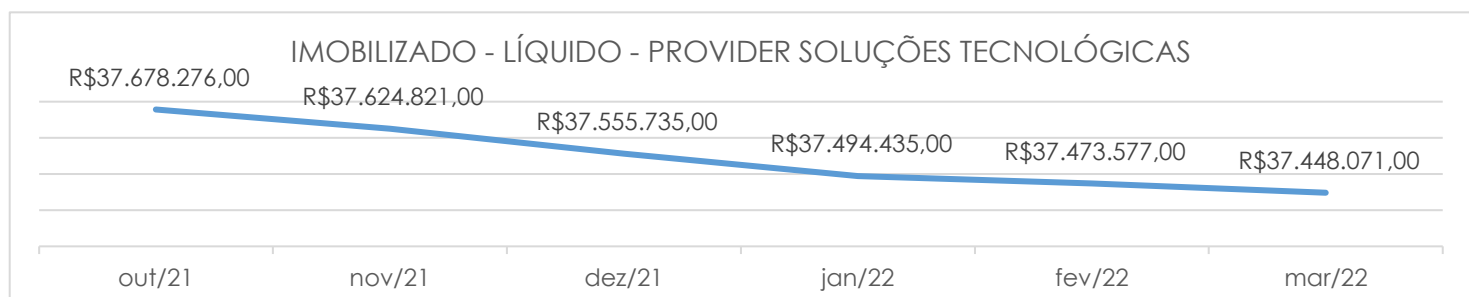 IMOBILIZADO - LÍQUIDO - PROVIDER SOLUÇÕES TECNOLÓGICAS
R$37.678.276,00
R$37.624.821,00
R$37.555.735,00
R$37.494.435,00
R$37.473.577,00
R$37.448.071,00
out/21 nov/21 dez/21 jan/22 fev/22 mar/22